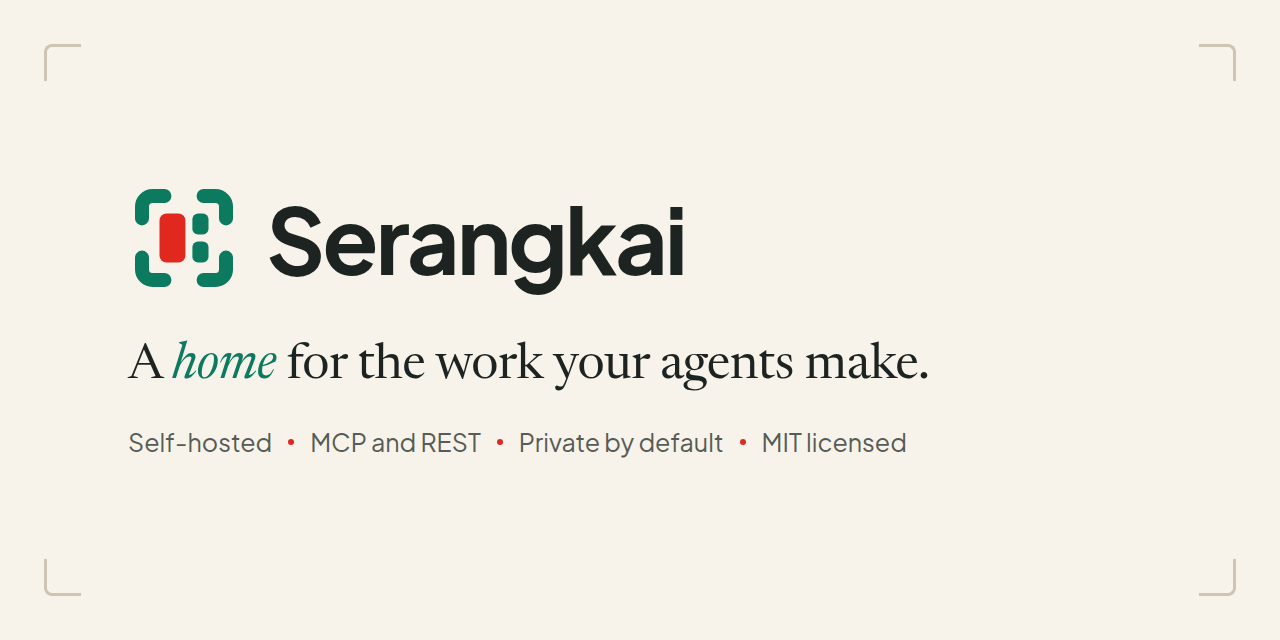 Serangkai
A home for the work your agents make.
Self-hosted • MCP and REST • Private by default • MIT licensed